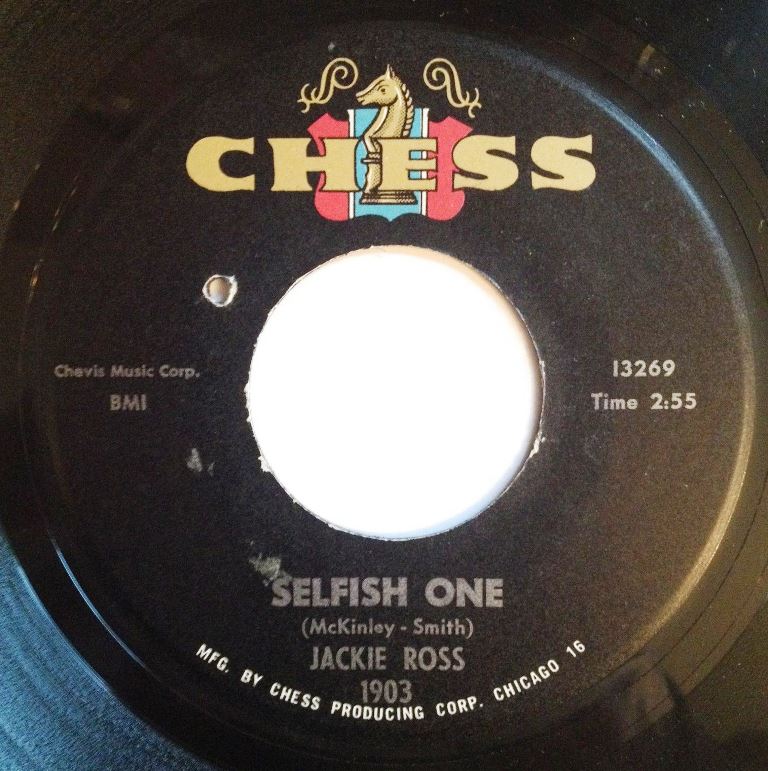 CHESS
Chevis Music Corp.
BMI
13269
Time 2:55
SELFISH ONE
(McKinley - Smith)
JACKIE ROSS
1903
MFG. BY CHESS PRODUCING CORP. CHICAGO 16